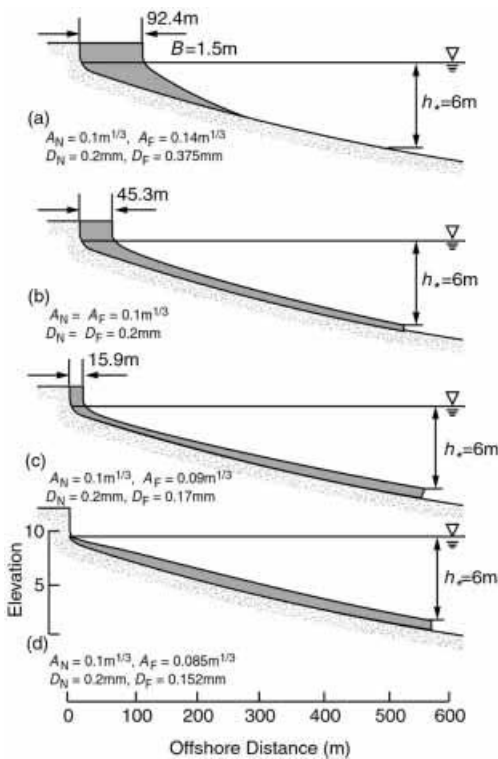 92.4m
B=1.5m
h*=6m
(a)
A_N = 0.1m^1/3, A_F = 0.14m^1/3
D_N = 0.2mm, D_F = 0.375mm
45.3m
h*=6m
(b)
A_N = A_F = 0.1m^1/3
D_N = D_F = 0.2mm
15.9m
h*=6m
(c)
A_N = 0.1m^1/3, A_F = 0.09m^1/3
D_N = 0.2mm, D_F = 0.17mm
10
5
Elevation
h*=6m
(d)
A_N = 0.1m^1/3, A_F = 0.085m^1/3
D_N = 0.2mm, D_F = 0.152mm
0 100 200 300 400 500 600
Offshore Distance (m)